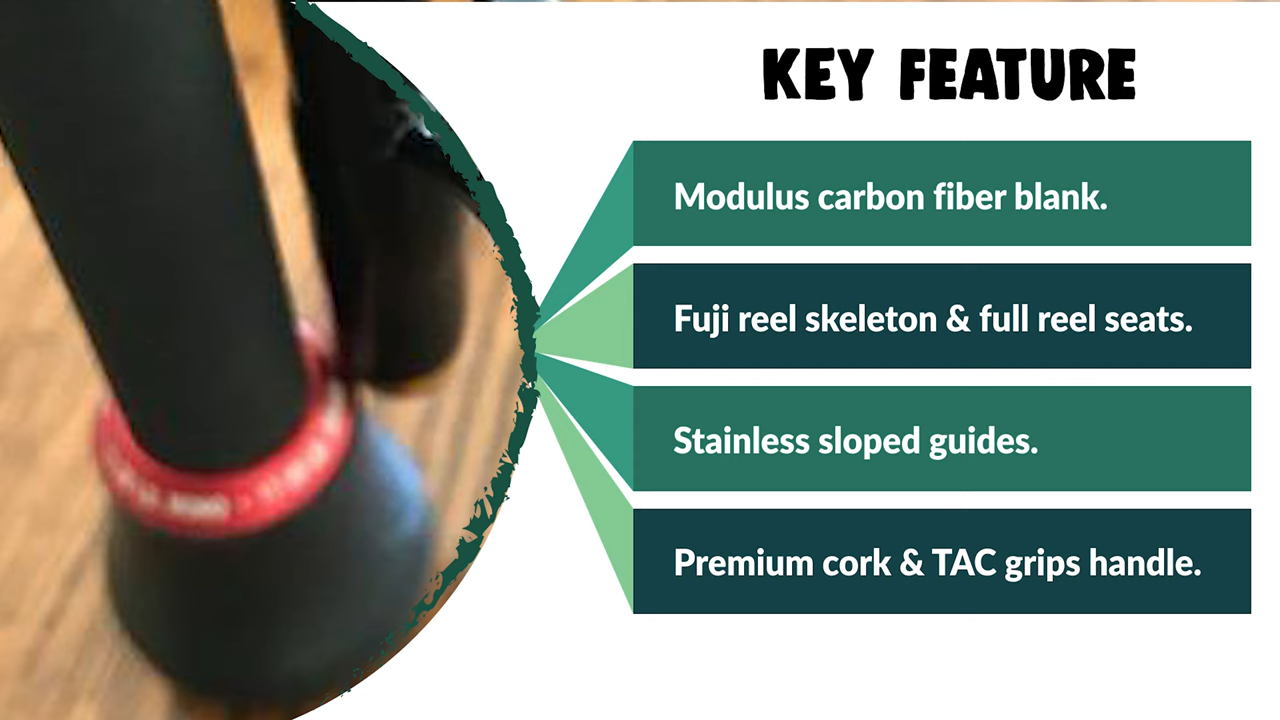 KEY FEATURE
Modulus carbon fiber blank.
Fuji reel skeleton & full reel seats.
Stainless sloped guides.
Premium cork & TAC grips handle.